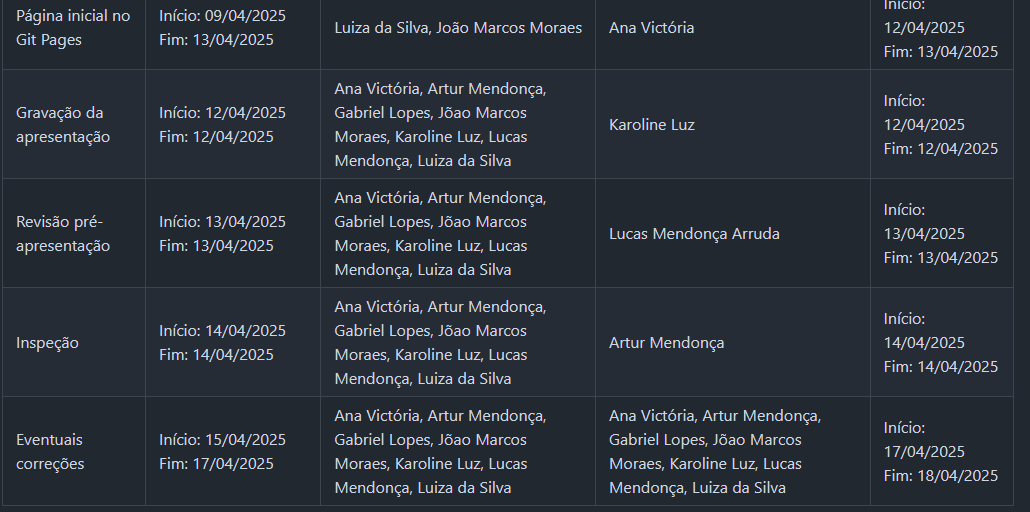 Página inicial no
Git Pages
Início: 09/04/2025
Fim: 13/04/2025
Luiza da Silva, João Marcos Moraes
Ana Victória
Início:
12/04/2025
Fim: 13/04/2025
Gravação da
apresentação
Início: 12/04/2025
Fim: 12/04/2025
Ana Victória, Artur Mendonça,
Gabriel Lopes, Jõao Marcos
Moraes, Karoline Luz, Lucas
Mendonça, Luiza da Silva
Karoline Luz
Início:
12/04/2025
Fim: 12/04/2025
Revisão pré-
apresentação
Início: 13/04/2025
Fim: 13/04/2025
Ana Victória, Artur Mendonça,
Gabriel Lopes, Jõao Marcos
Moraes, Karoline Luz, Lucas
Mendonça, Luiza da Silva
Lucas Mendonça Arruda
Início:
13/04/2025
Fim: 13/04/2025
Inspeção
Início: 14/04/2025
Fim: 14/04/2025
Ana Victória, Artur Mendonça,
Gabriel Lopes, Jõao Marcos
Moraes, Karoline Luz, Lucas
Mendonça, Luiza da Silva
Artur Mendonça
Início:
14/04/2025
Fim: 14/04/2025
Eventuais
correções
Início: 15/04/2025
Fim: 17/04/2025
Ana Victória, Artur Mendonça,
Gabriel Lopes, Jõao Marcos
Moraes, Karoline Luz, Lucas
Mendonça, Luiza da Silva
Ana Victória, Artur Mendonça,
Gabriel Lopes, Jõao Marcos
Moraes, Karoline Luz, Lucas
Mendonça, Luiza da Silva
Início:
17/04/2025
Fim: 18/04/2025